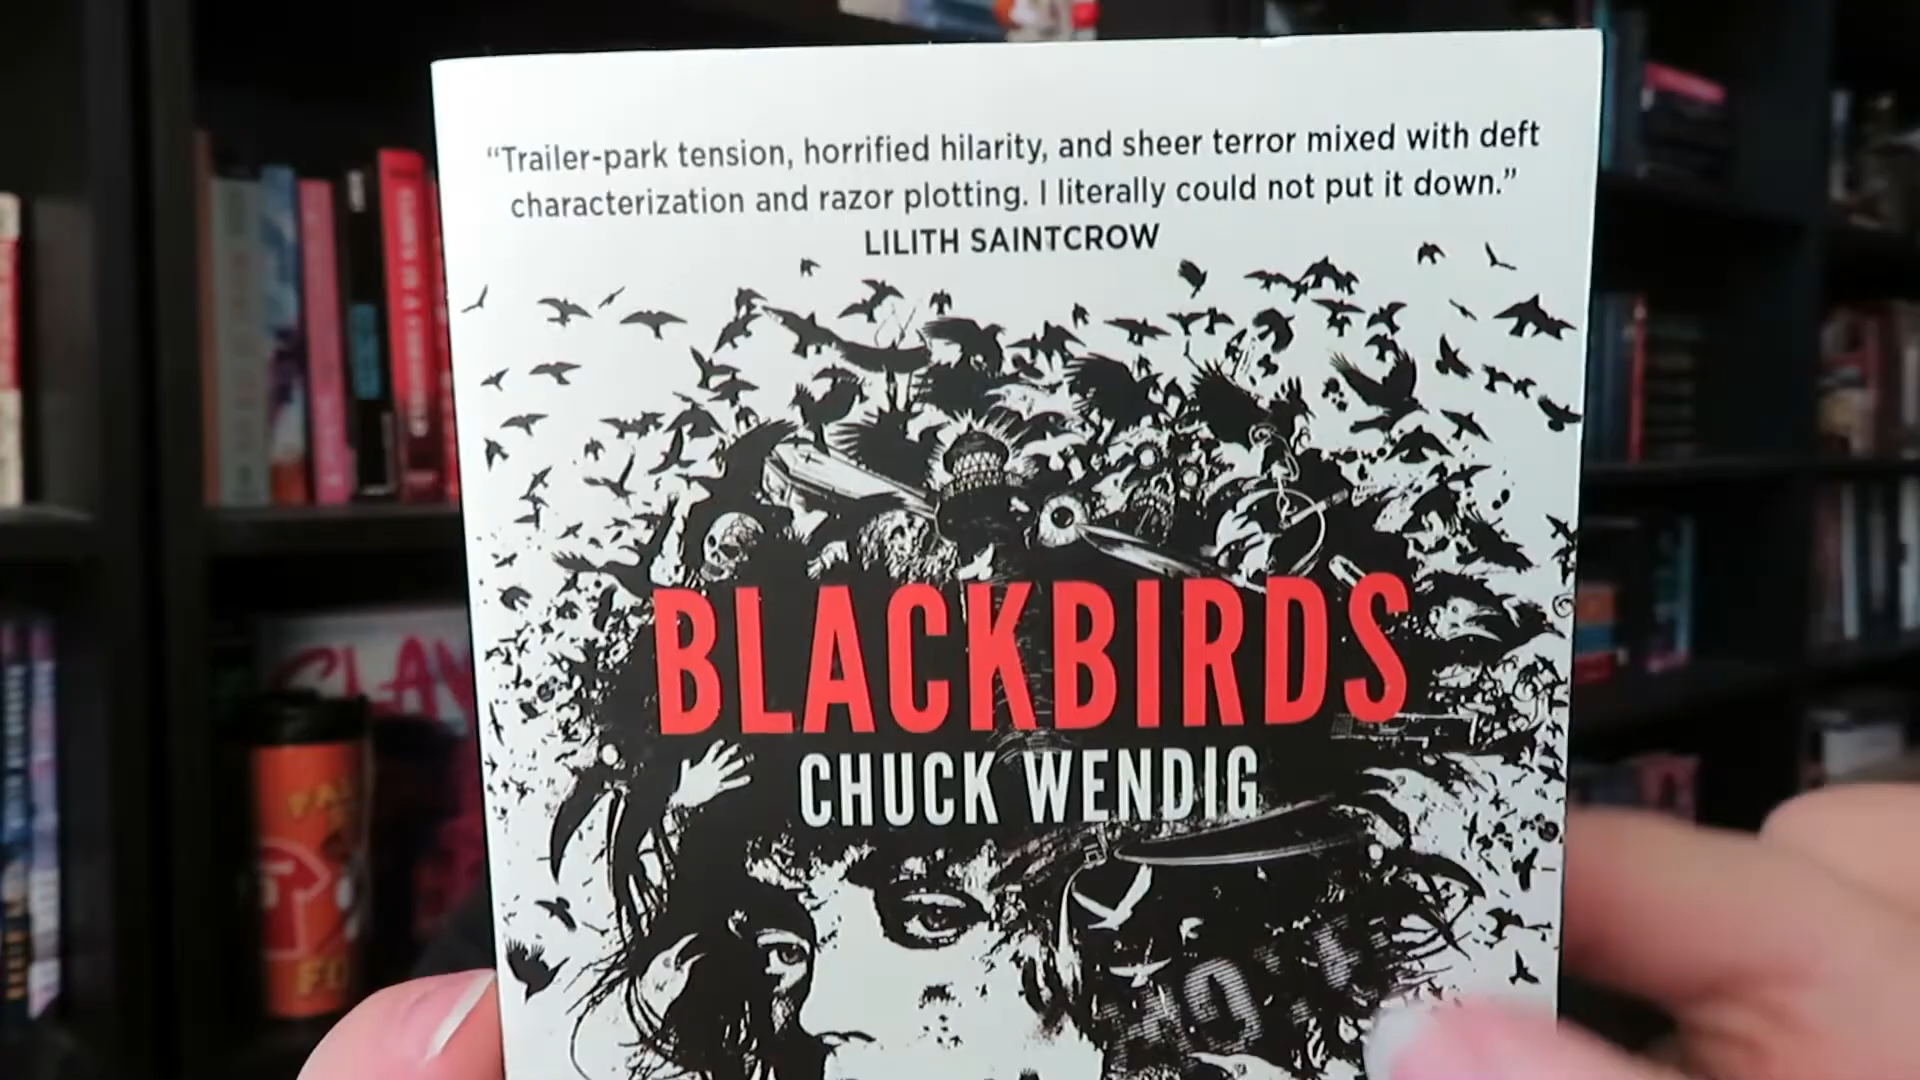 “Trailer-park tension, horrified hilarity, and sheer terror mixed with deft
characterization and razor plotting. I literally could not put it down.”
LILITH SAINTCROW
BLACKBIRDS
CHUCK WENDIG